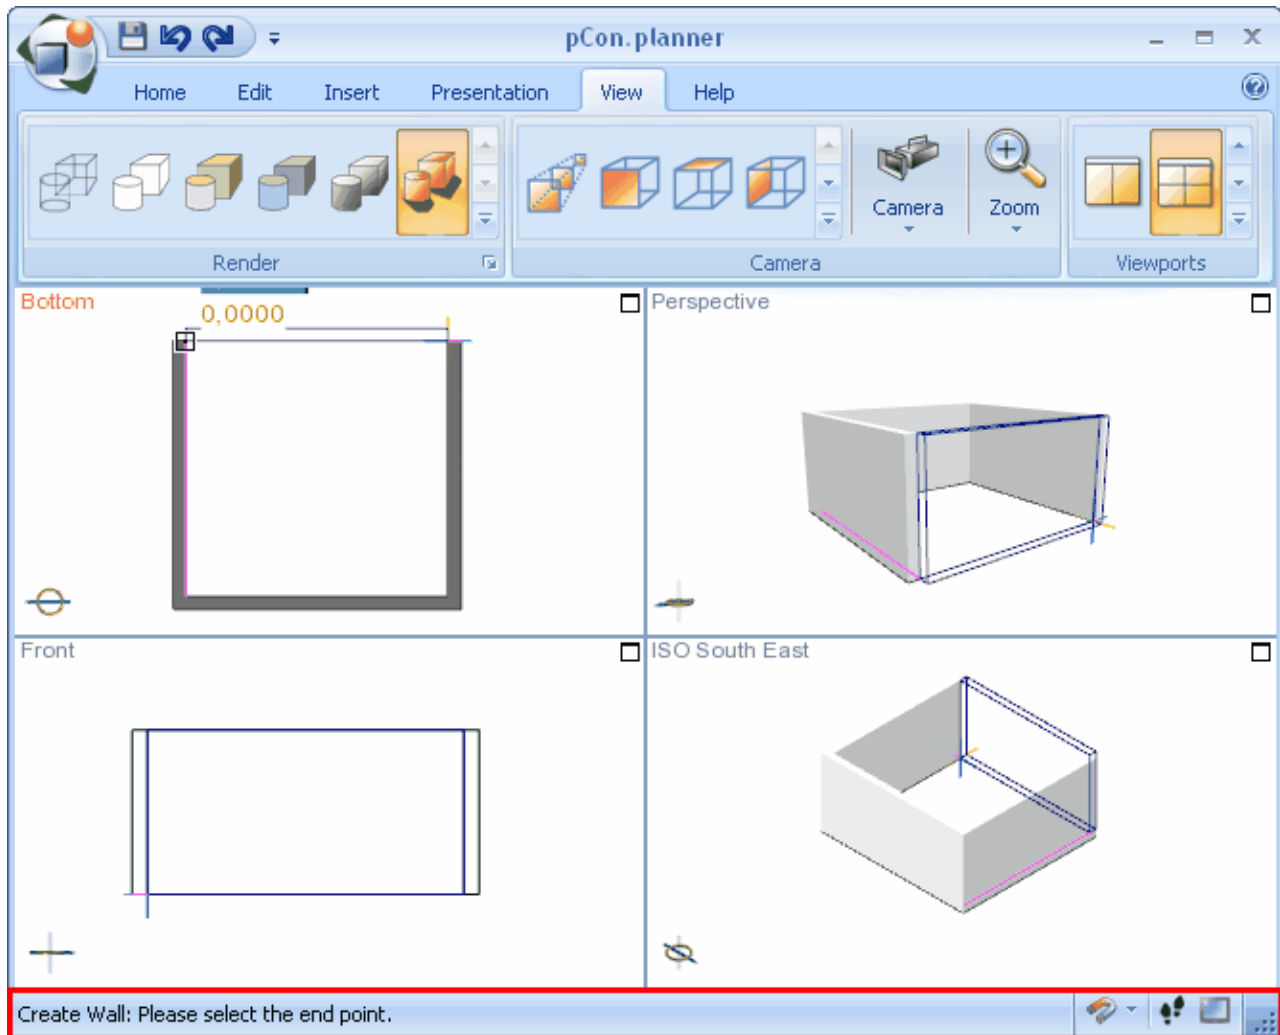 pCon.planner
Home Edit Insert Presentation View Help
Camera Zoom
Render Camera Viewports
Bottom
0,0000
Perspective
Front
ISO South East
Create Wall: Please select the end point.